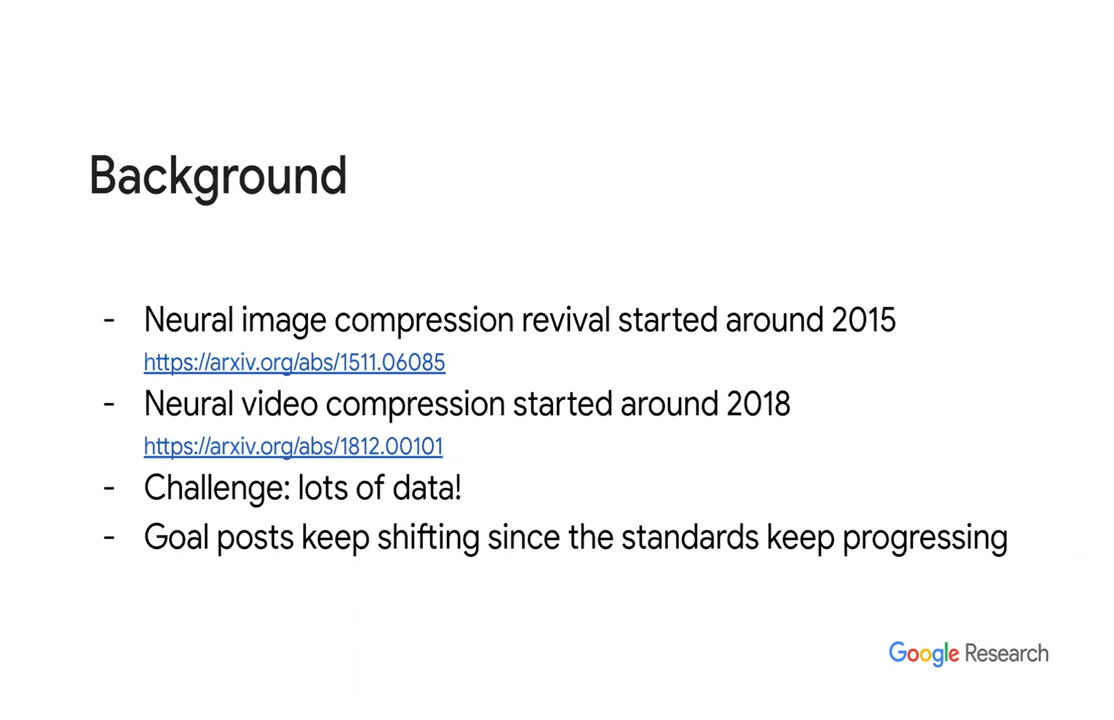 Background
- Neural image compression revival started around 2015
https://arxiv.org/abs/1511.06085
- Neural video compression started around 2018
https://arxiv.org/abs/1812.00101
- Challenge: lots of data!
- Goal posts keep shifting since the standards keep progressing
Google Research